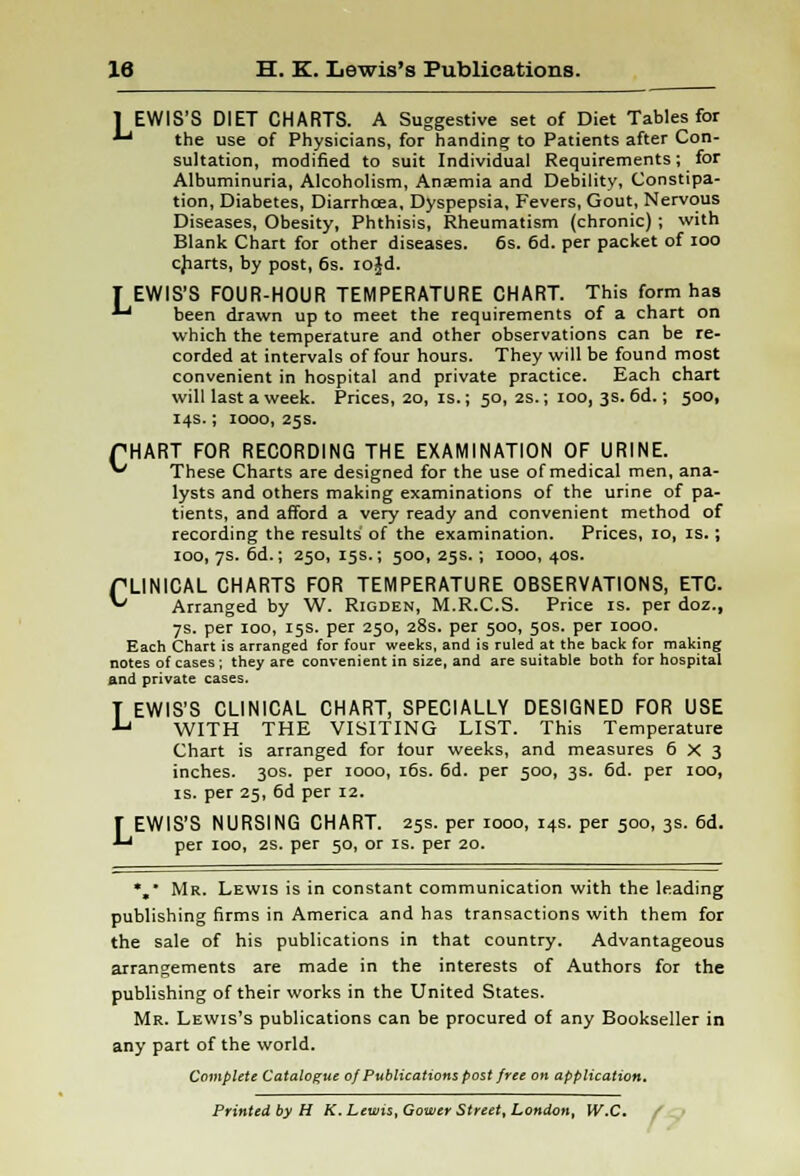 16 H. K. Lewis's Publications.
LEWIS'S DIET CHARTS. A Suggestive set of Diet Tables for
the use of Physicians, for handing to Patients after Con-
sultation, modified to suit Individual Requirements; for
Albuminuria, Alcoholism, Anæmia and Debility, Constipa-
tion, Diabetes, Diarrhœa, Dyspepsia, Fevers, Gout, Nervous
Diseases, Obesity, Phthisis, Rheumatism (chronic) ; with
Blank Chart for other diseases. 6s. 6d. per packet of 100
charts, by post, 6s. 10½d.
LEWIS'S FOUR-HOUR TEMPERATURE CHART. This form has
been drawn up to meet the requirements of a chart on
which the temperature and other observations can be re-
corded at intervals of four hours. They will be found most
convenient in hospital and private practice. Each chart
will last a week. Prices, 20, 1s.; 50, 2s.; 100, 3s. 6d. ; 500,
14s. ; 1000, 25s.
CHART FOR RECORDING THE EXAMINATION OF URINE.
These Charts are designed for the use of medical men, ana-
lysts and others making examinations of the urine of pa-
tients, and afford a very ready and convenient method of
recording the results of the examination. Prices, 10, 1s. ;
100, 7s. 6d.; 250, 15s.; 500, 25s. ; 1000, 40s.
CLINICAL CHARTS FOR TEMPERATURE OBSERVATIONS, ETC.
Arranged by W. RIGDEN, M.R.C.S. Price 1s. per doz.,
7s. per 100, 15s. per 250, 28s. per 500, 50s. per 1000.
Each Chart is arranged for four weeks, and is ruled at the back for making
notes of cases ; they are convenient in size, and are suitable both for hospital
and private cases.
LEWIS'S CLINICAL CHART, SPECIALLY DESIGNED FOR USE
WITH THE VISITING LIST. This Temperature
Chart is arranged for four weeks, and measures 6 X 3
inches. 30s. per 1000, 16s. 6d. per 500, 3s. 6d. per 100,
1s. per 25, 6d per 12.
LEWIS'S NURSING CHART. 25s. per 1000, 14s. per 500, 3s. 6d.
per 100, 2s. per 50, or 1s. per 20.
*** MR. LEWIS is in constant communication with the leading
publishing firms in America and has transactions with them for
the sale of his publications in that country. Advantageous
arrangements are made in the interests of Authors for the
publishing of their works in the United States.
MR. LEWIS'S publications can be procured of any Bookseller in
any part of the world.
Complete Catalogue of Publications post free on application.
Printed by H K. Lewis, Gower Street, London, W.C.